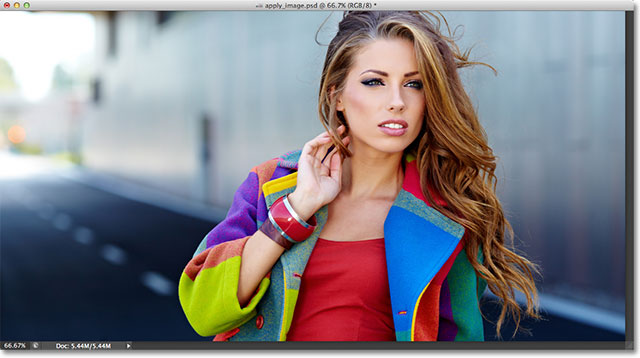 apply_image.psd @ 66.7% (RGB/8) *
66.67% Doc: 5.44M/5.44M